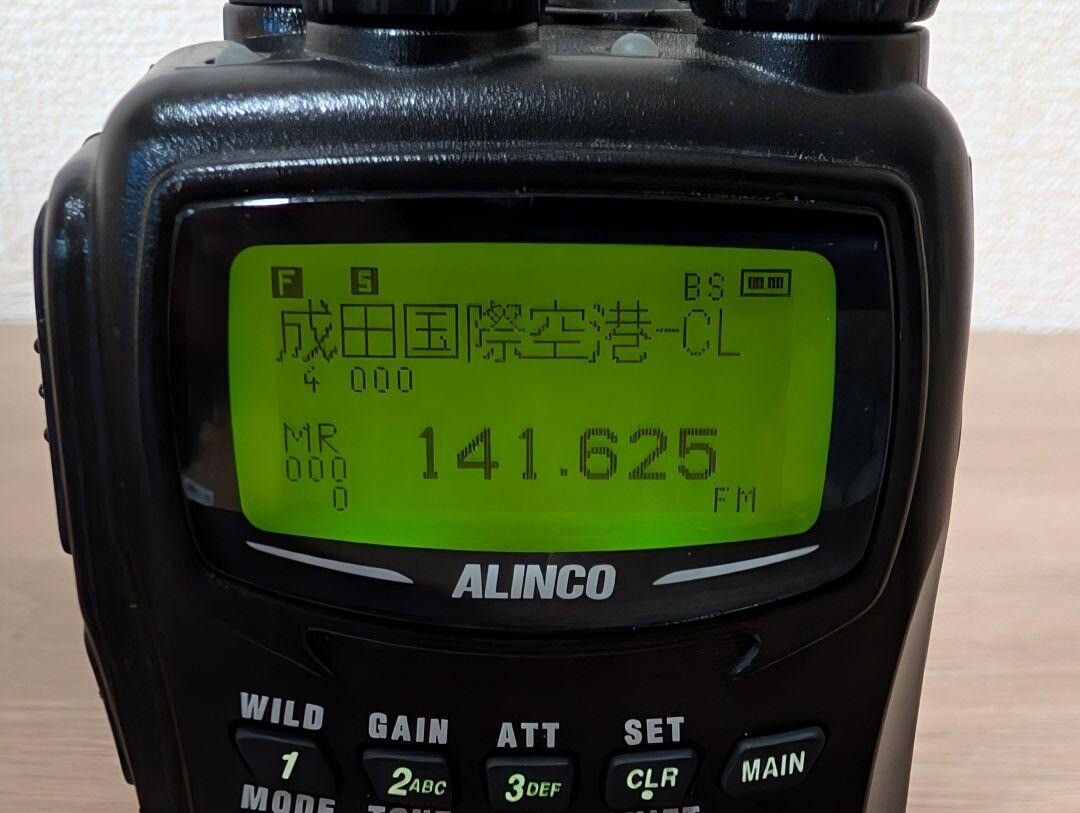 F S BS
成田国際空港-CL
4 000
MR
000 141.625
0 FM
ALINCO
WILD GAIN ATT SET
1 2ABC 3DEF CLR MAIN
MODE